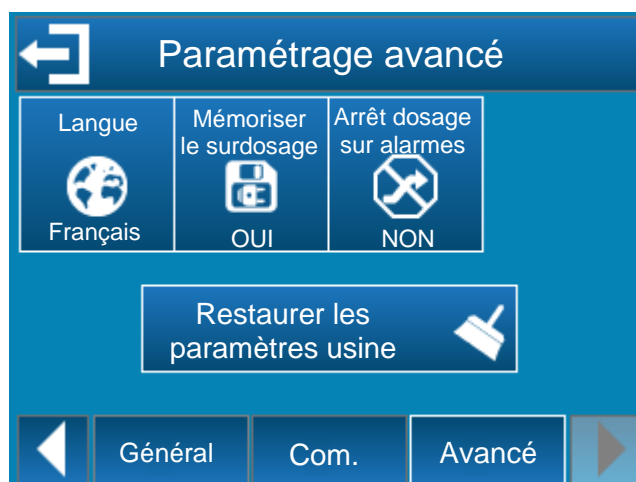 Paramétrage avancé
Langue
Français
Mémoriser
le surdosage
OUI
Arrêt dosage
sur alarmes
NON
Restaurer les
paramètres usine
Général
Com.
Avancé